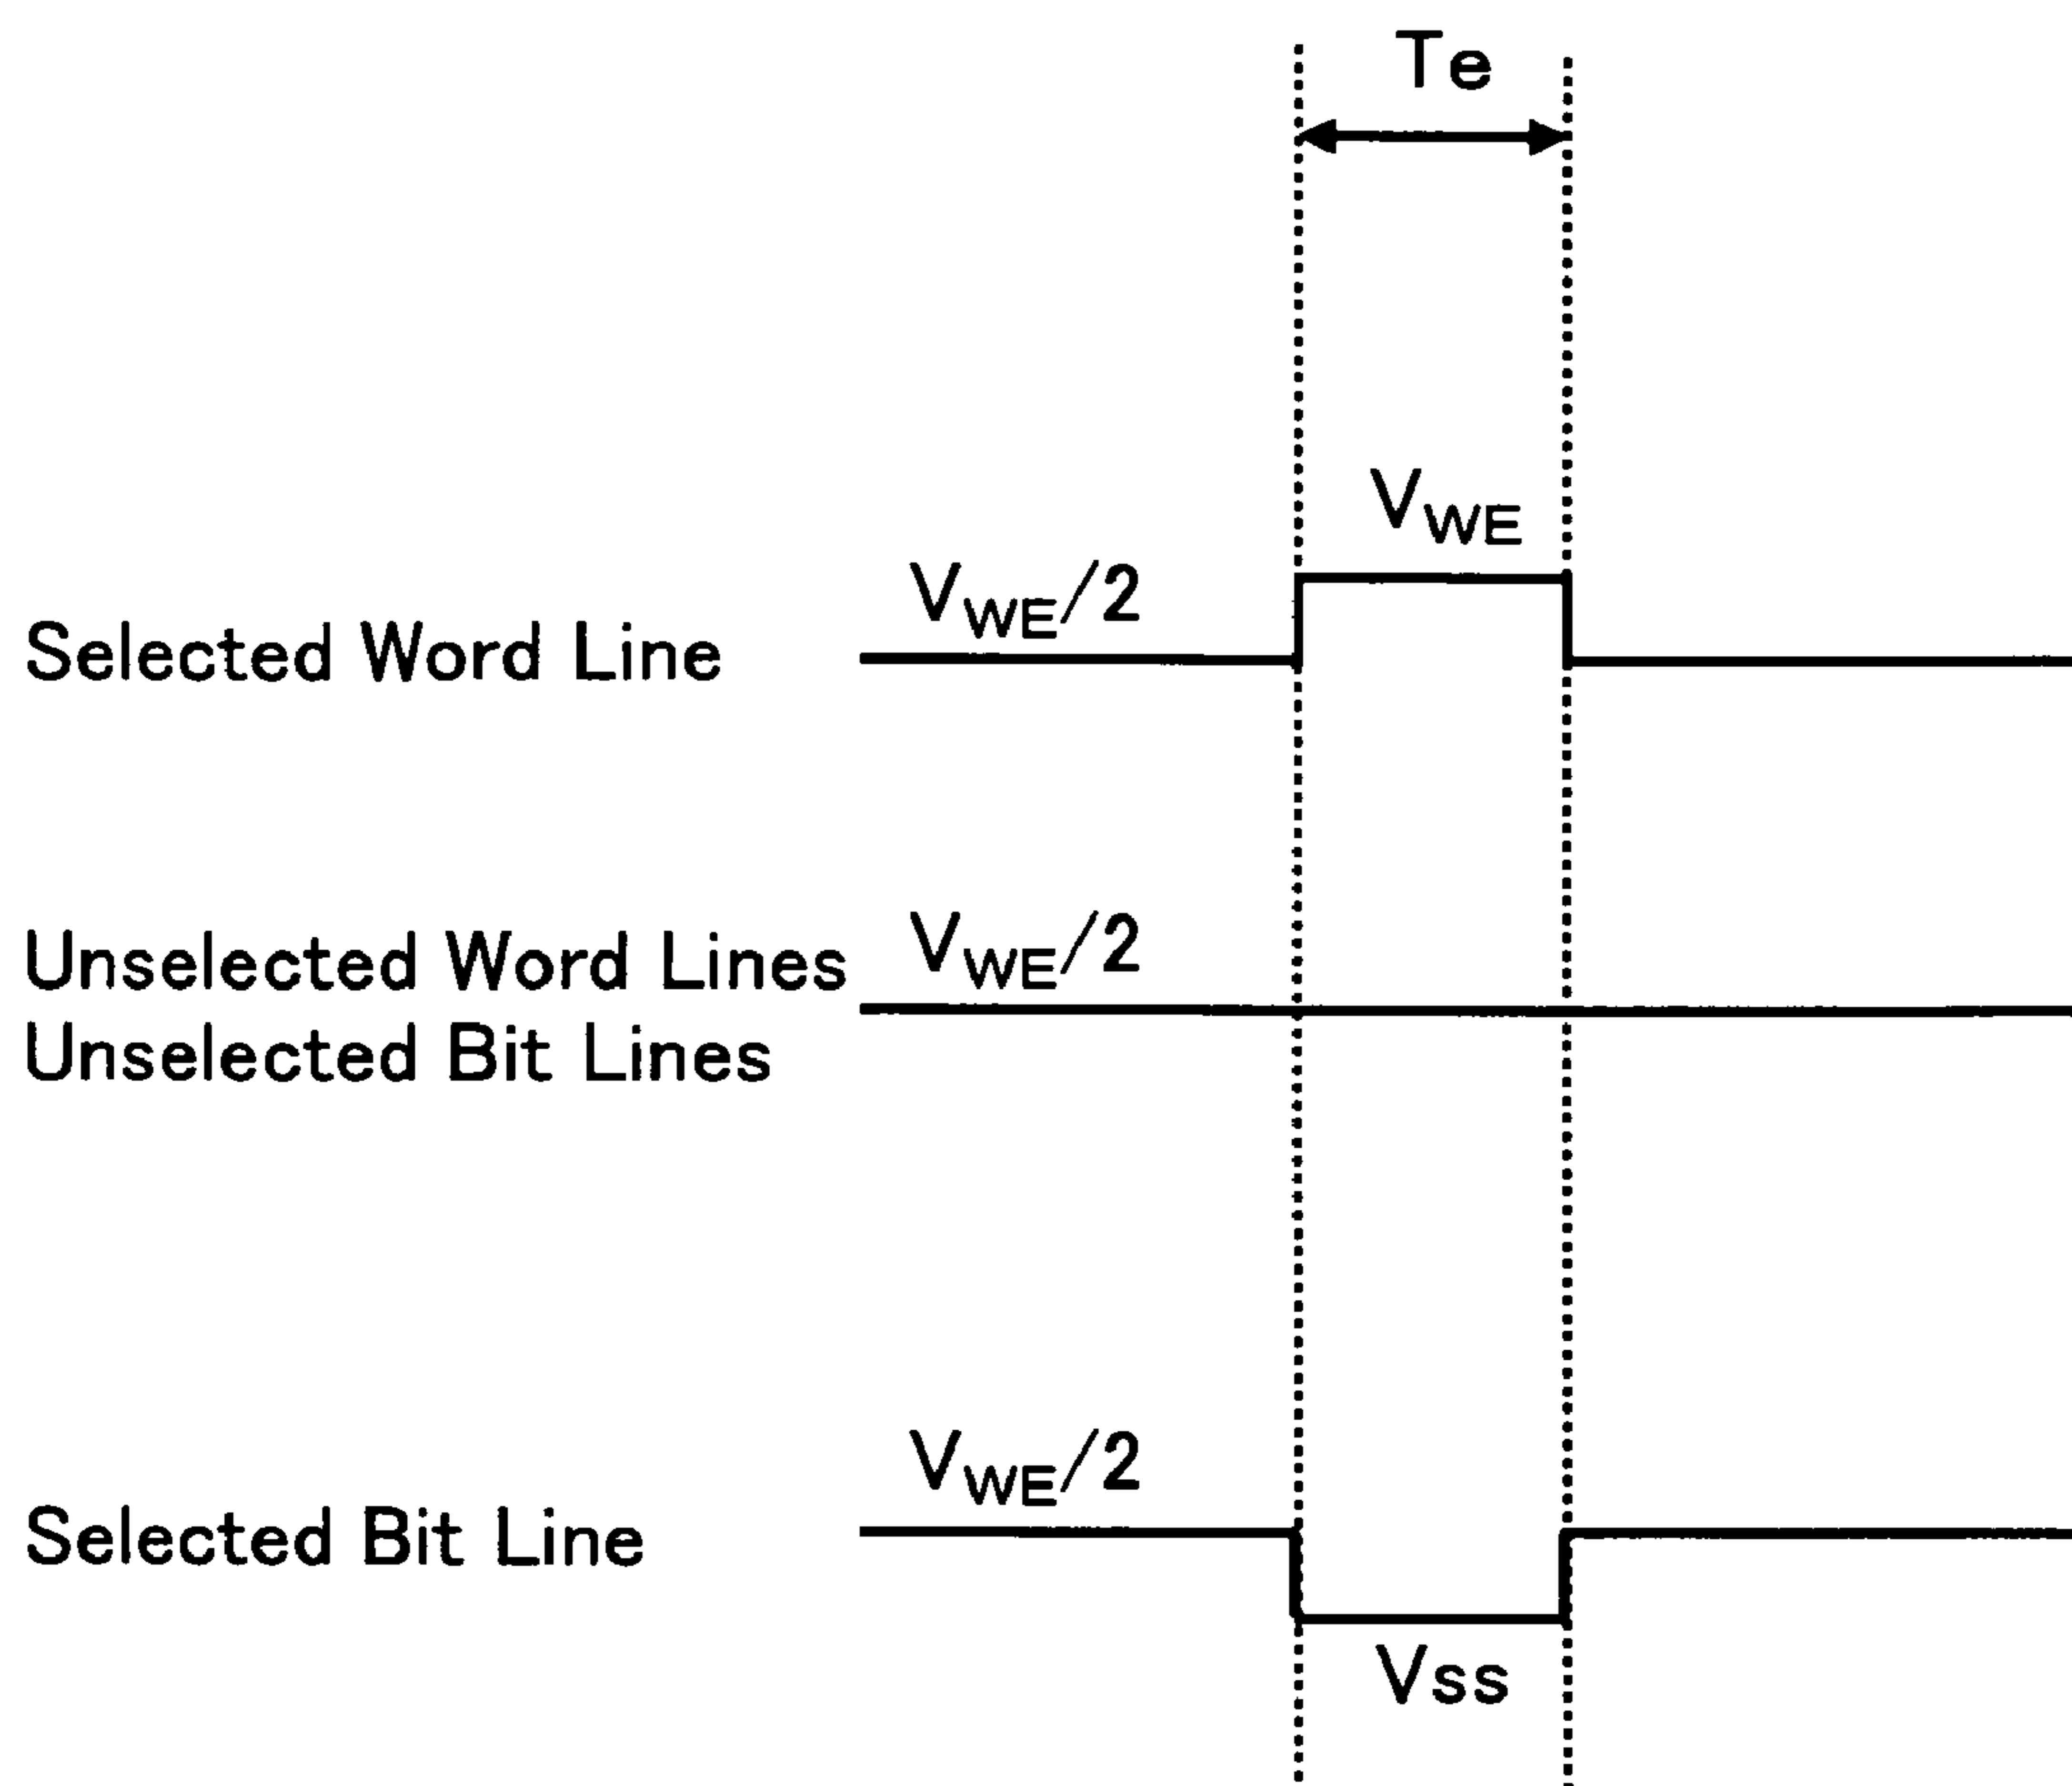 Te
V_WE
V_WE/2
Selected Word Line
V_WE/2
Unselected Word Lines
Unselected Bit Lines
V_WE/2
Selected Bit Line
Vss